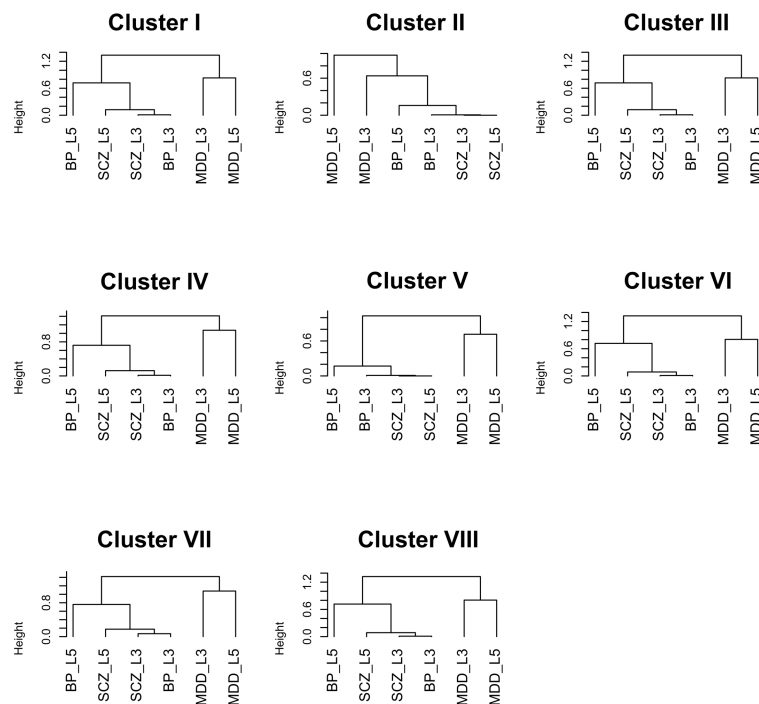 Cluster I
Height
0.0 0.6 1.2
BP_L5
SCZ_L5
SCZ_L3
BP_L3
MDD_L3
MDD_L5
Cluster II
Height
0.0 0.6
MDD_L5
MDD_L3
BP_L5
BP_L3
SCZ_L3
SCZ_L5
Cluster III
Height
0.0 0.6 1.2
BP_L5
SCZ_L5
SCZ_L3
BP_L3
MDD_L3
MDD_L5
Cluster IV
Height
0.0 0.8
BP_L5
SCZ_L5
SCZ_L3
BP_L3
MDD_L3
MDD_L5
Cluster V
Height
0.0 0.6
BP_L5
BP_L3
SCZ_L3
SCZ_L5
MDD_L3
MDD_L5
Cluster VI
Height
0.0 0.6 1.2
BP_L5
SCZ_L5
SCZ_L3
BP_L3
MDD_L3
MDD_L5
Cluster VII
Height
0.0 0.8
BP_L5
SCZ_L5
SCZ_L3
BP_L3
MDD_L3
MDD_L5
Cluster VIII
Height
0.0 0.6 1.2
BP_L5
SCZ_L5
SCZ_L3
BP_L3
MDD_L3
MDD_L5